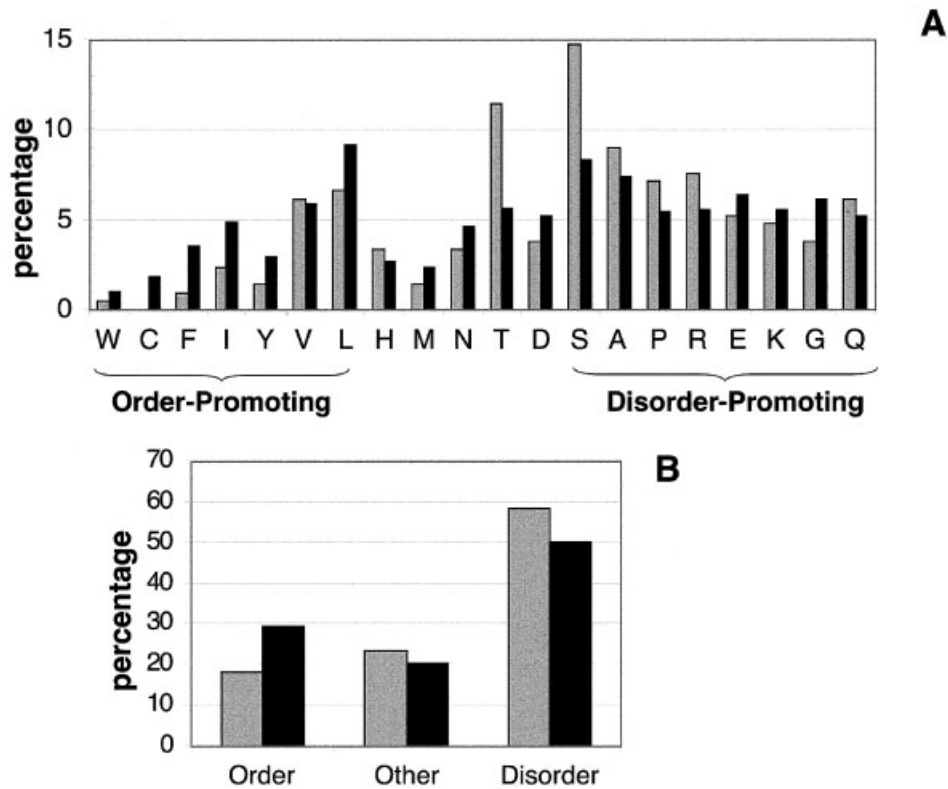 A
percentage
15
10
5
0
W C F I Y V L H M N T D S A P R E K G Q
Order-Promoting Disorder-Promoting
B
percentage
70
60
50
40
30
20
10
0
Order Other Disorder